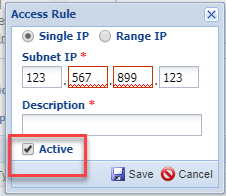 Access Rule
Single IP Range IP
Subnet IP *
123 . 567 . 899 . 123
Description *
Active
Save Cancel